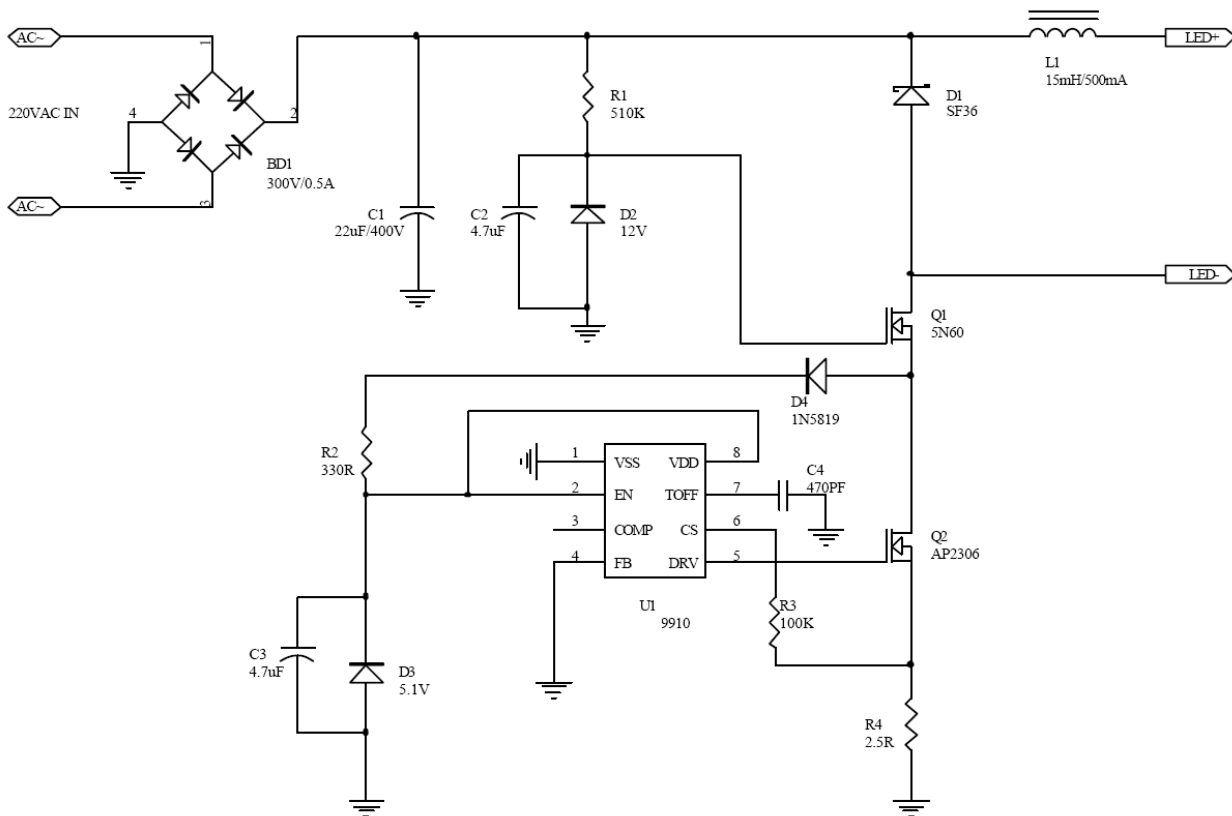 AC~
1
220VAC IN
4
2
BD1
300V/0.5A
3
AC~
C1
22uF/400V
R1
510K
C2
4.7uF
D2
12V
D1
SF36
L1
15mH/500mA
LED+
LED-
Q1
5N60
D4
1N5819
R2
330R
1
VSS
VDD
8
2
EN
TOFF
7
3
COMP
CS
6
4
FB
DRV
5
U1
9910
C4
470PF
Q2
AP2306
R3
100K
C3
4.7uF
D3
5.1V
R4
2.5R